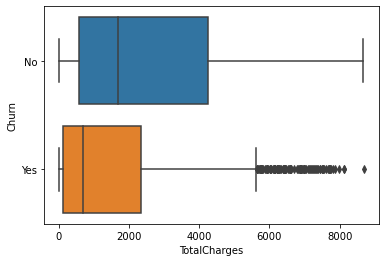 No
Churn
Yes
0 2000 4000 6000 8000
TotalCharges